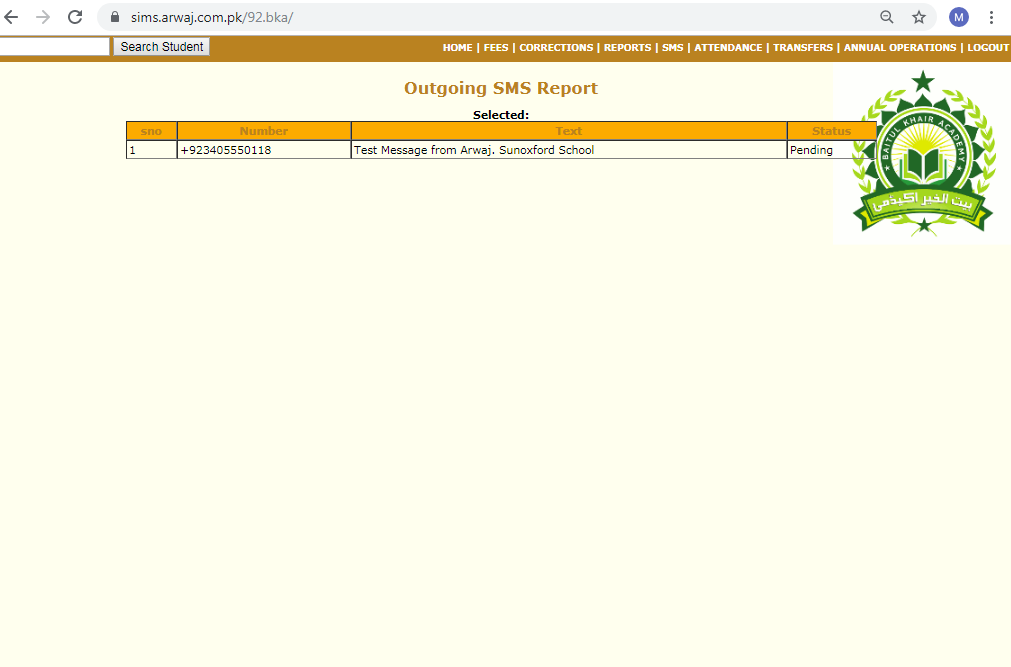 sims.arwaj.com.pk/92.bka/
M
Search Student
HOME | FEES | CORRECTIONS | REPORTS | SMS | ATTENDANCE | TRANSFERS | ANNUAL OPERATIONS | LOGOUT
Outgoing SMS Report
Selected:
sno Number Text Status
1 +923405550118 Test Message from Arwaj. Sunoxford School Pending
BAITUL KHAIR ACADEMY
بيت الخير اکیڈمی